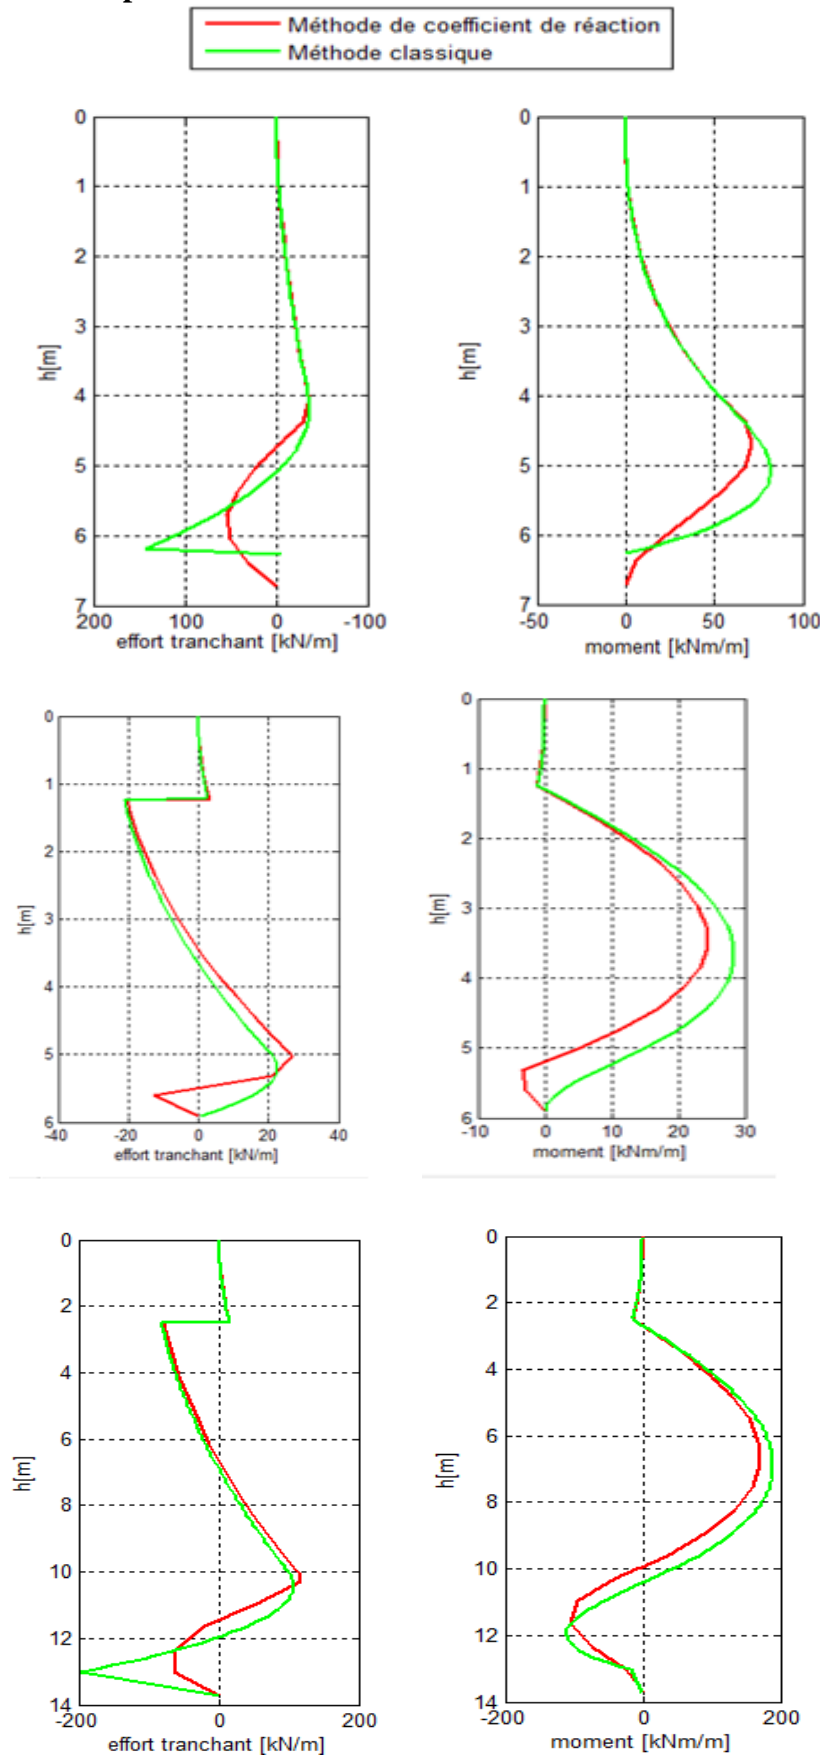 Méthode de coefficient de réaction
Méthode classique
0
1
2
3
4
5
6
7
h[m]
200 100 0 -100
effort tranchant [kN/m]
0
1
2
3
4
5
6
7
h[m]
-50 0 50 100
moment [kNm/m]
0
1
2
3
4
5
6
h[m]
-40 -20 0 20 40
effort tranchant [kN/m]
0
1
2
3
4
5
6
h[m]
-10 0 10 20 30
moment [kNm/m]
0
2
4
6
8
10
12
14
h[m]
-200 0 200
effort tranchant [kN/m]
0
2
4
6
8
10
12
14
h[m]
-200 0 200
moment [kNm/m]